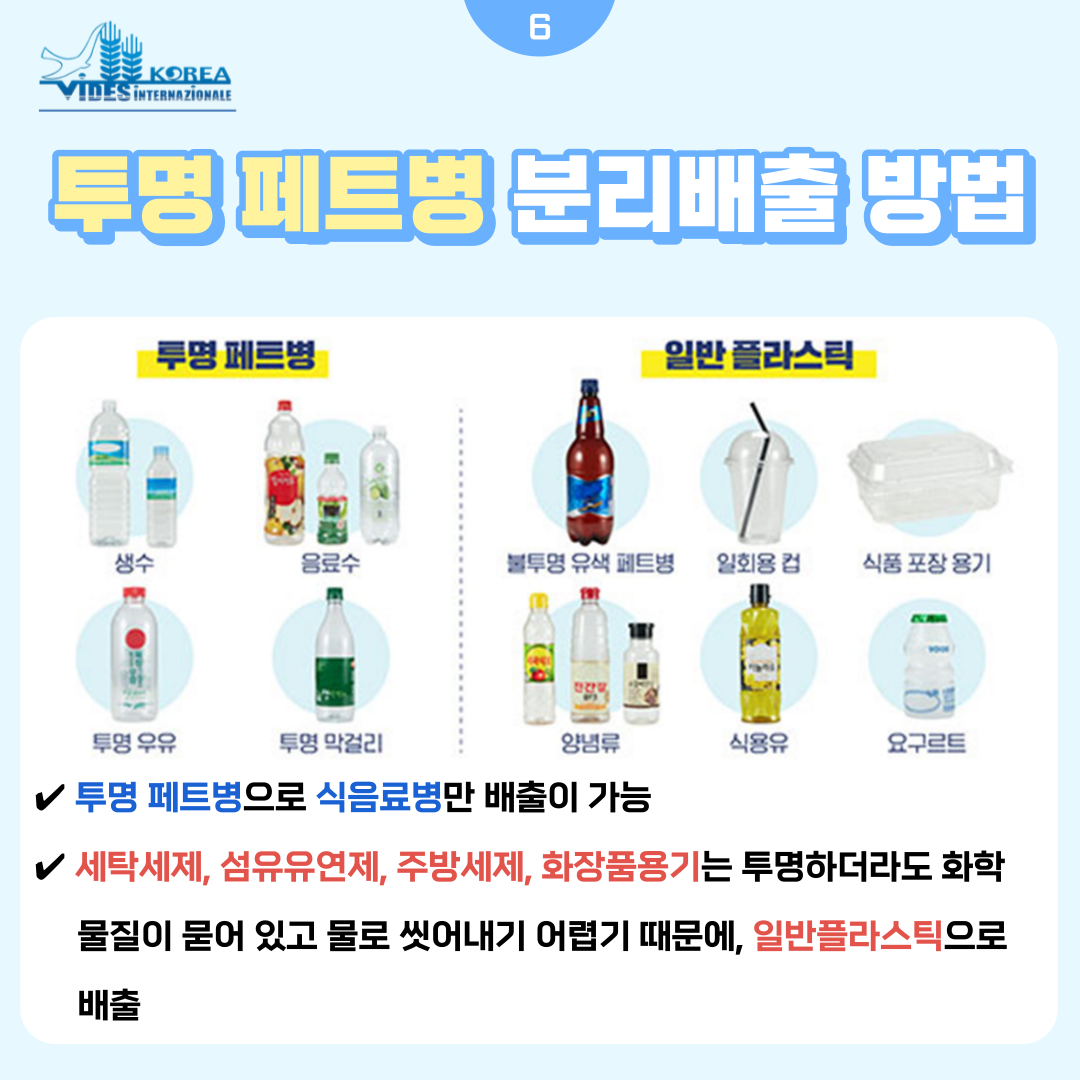 6
KOREA
VIDES INTERNAZIONALE
투명 페트병 분리배출 방법
투명 페트병
일반 플라스틱
생수
음료수
불투명 유색 페트병
일회용 컵
식품 포장 용기
투명 우유
투명 막걸리
양념류
식용유
요구르트
✔ 투명 페트병으로 식음료병만 배출이 가능
✔ 세탁세제, 섬유유연제, 주방세제, 화장품용기는 투명하더라도 화학
물질이 묻어 있고 물로 씻어내기 어렵기 때문에, 일반플라스틱으로
배출